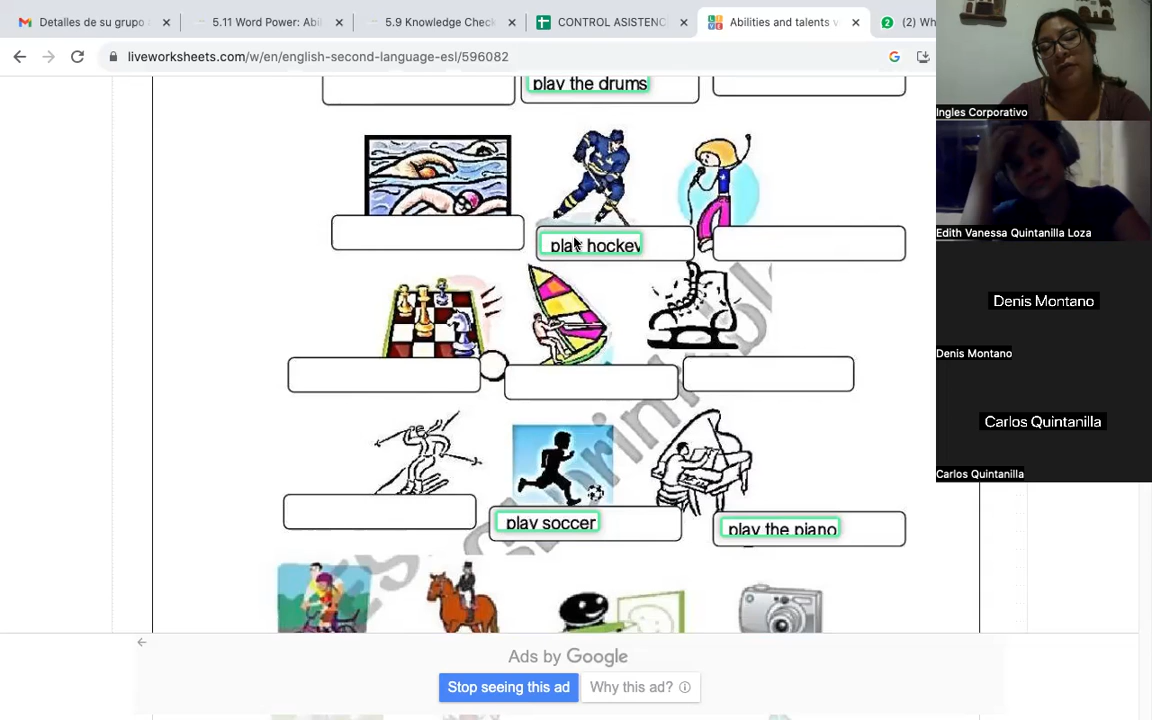 Detalles de su grupo
5.11 Word Power: Abi
5.9 Knowledge Check
CONTROL ASISTENC
Abilities and talents v
(2) Wh
liveworksheets.com/w/en/english-second-language-esl/596082
Ingles Corporativo
play the drums
Edith Vanessa Quintanilla Loza
play hockey
Denis Montano
Denis Montano
Carlos Quintanilla
Carlos Quintanilla
play soccer
play the piano
Ads by Google
Stop seeing this ad
Why this ad?